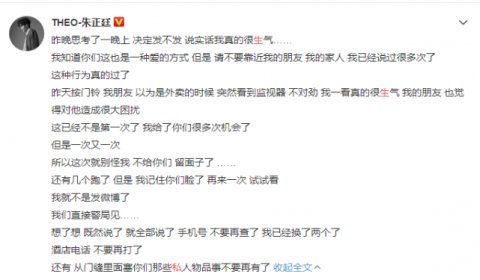 THEO-朱正廷
昨晚思考了一晚上 决定发不发 说实话我真的很生气……
我知道你们这也是一种爱的方式 但是 请不要靠近我的朋友 我的家人 我已经说过很多次了
这种行为真的过了
昨天按门铃 我朋友 以为是外卖的时候 突然看到监视器 不对劲 我一看真的很生气 我的朋友 也觉
得对他造成很大困扰
这已经不是第一次了 我给了你们很多次机会了
但是一次又一次
所以这次就别怪我 不给你们 留面子了 ……
还有几个跑了 但是 我记住你们脸了 再来一次 试试看
我就不是发微博了
我们直接警局见……
想了想 既然说了 就全部说了 手机号 不要再查了 我已经换了两个了
酒店电话 不要再打了
还有 从门缝里面塞你们那些私人物品事不要再有了 收起全文